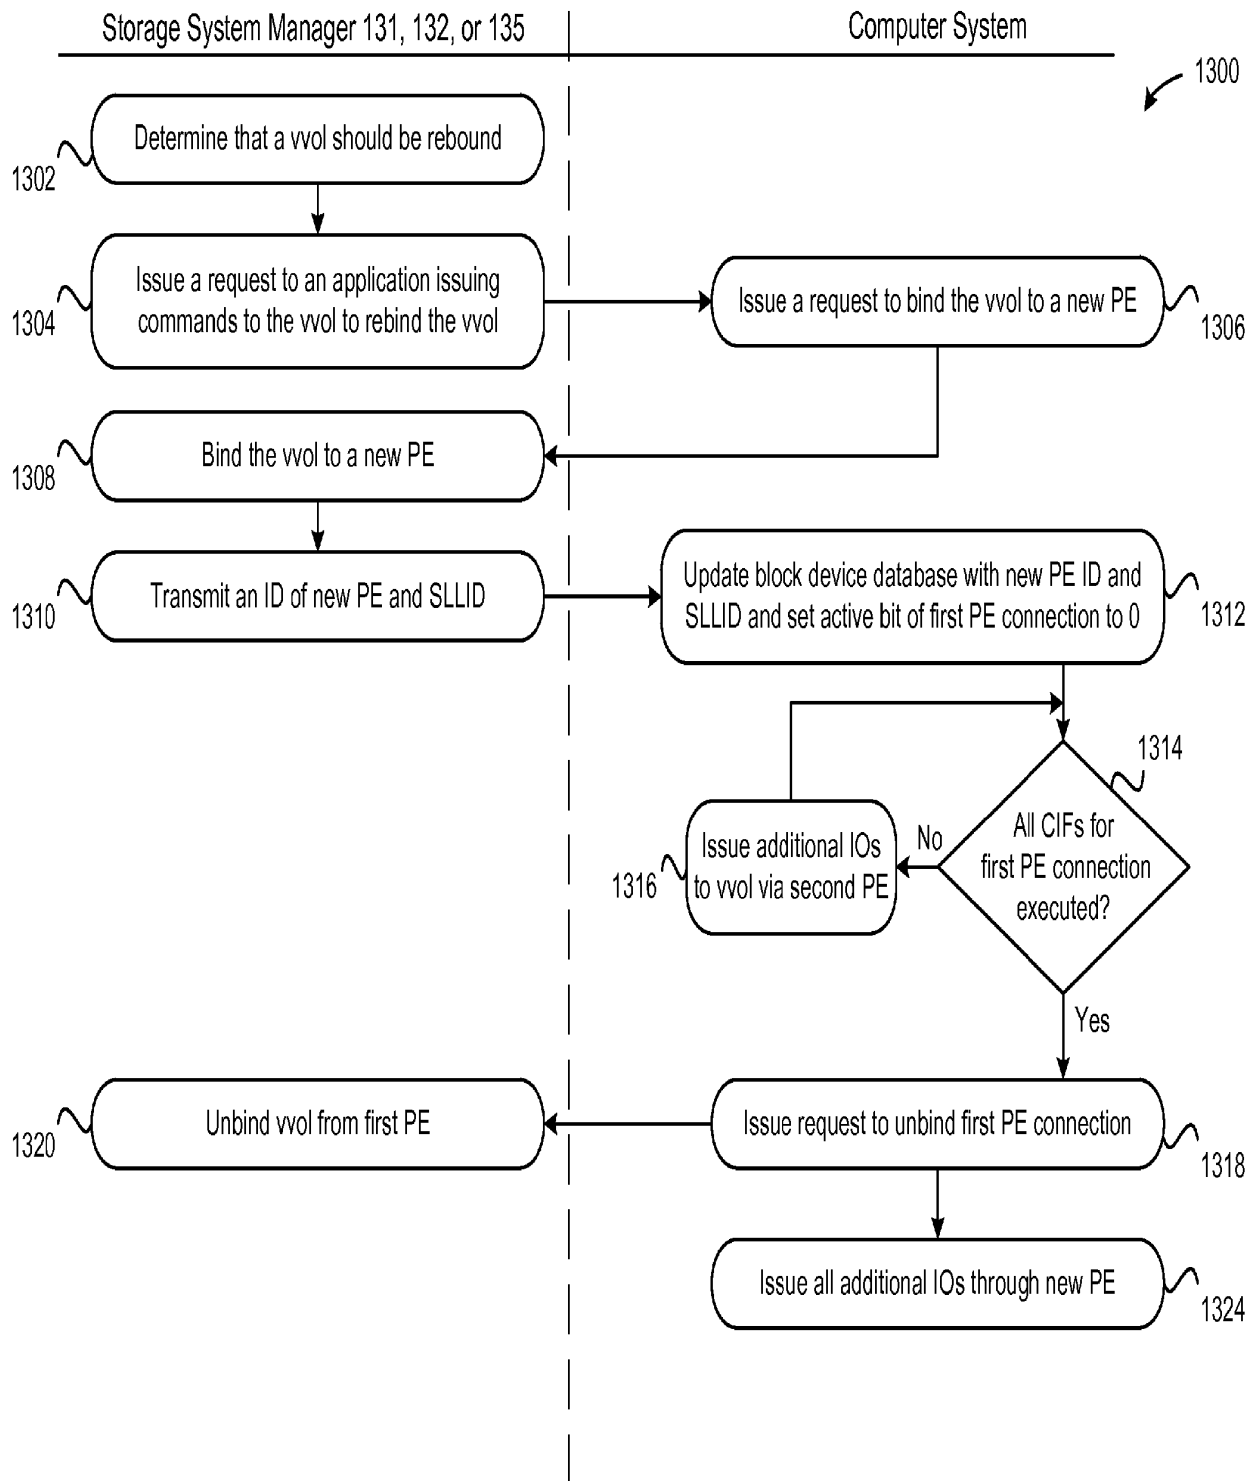 Storage System Manager 131, 132, or 135
Computer System
1300
Determine that a vvol should be rebound
1302
Issue a request to an application issuing
commands to the vvol to rebind the vvol
1304
Issue a request to bind the vvol to a new PE
1306
Bind the vvol to a new PE
1308
Transmit an ID of new PE and SLLID
1310
Update block device database with new PE ID and
SLLID and set active bit of first PE connection to 0
1312
1314
All CIFs for
first PE connection
executed?
No
Issue additional IOs
to vvol via second PE
1316
Yes
Issue request to unbind first PE connection
1318
Unbind vvol from first PE
1320
Issue all additional IOs through new PE
1324